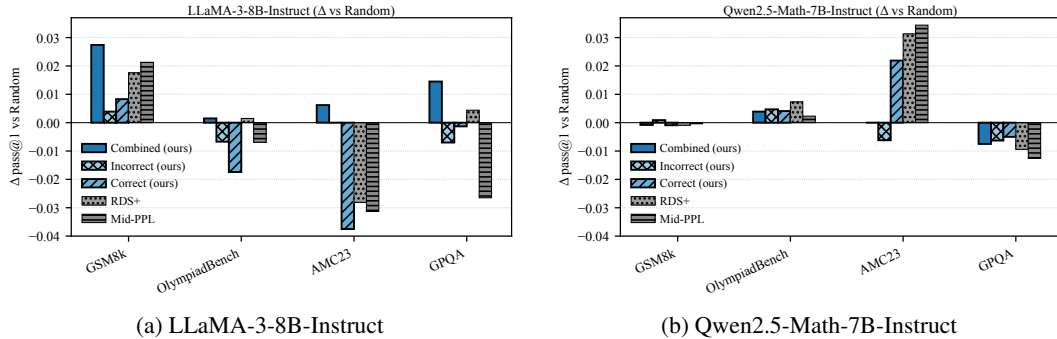 LLaMA-3-8B-Instruct (Δ vs Random)
Δ pass@1 vs Random
0.03
0.02
0.01
0.00
−0.01
−0.02
−0.03
−0.04
Combined (ours)
Incorrect (ours)
Correct (ours)
RDS+
Mid-PPL
GSM8k
OlympiadBench
AMC23
GPQA
(a) LLaMA-3-8B-Instruct
Qwen2.5-Math-7B-Instruct (Δ vs Random)
Δ pass@1 vs Random
0.03
0.02
0.01
0.00
−0.01
−0.02
−0.03
−0.04
Combined (ours)
Incorrect (ours)
Correct (ours)
RDS+
Mid-PPL
GSM8k
OlympiadBench
AMC23
GPQA
(b) Qwen2.5-Math-7B-Instruct